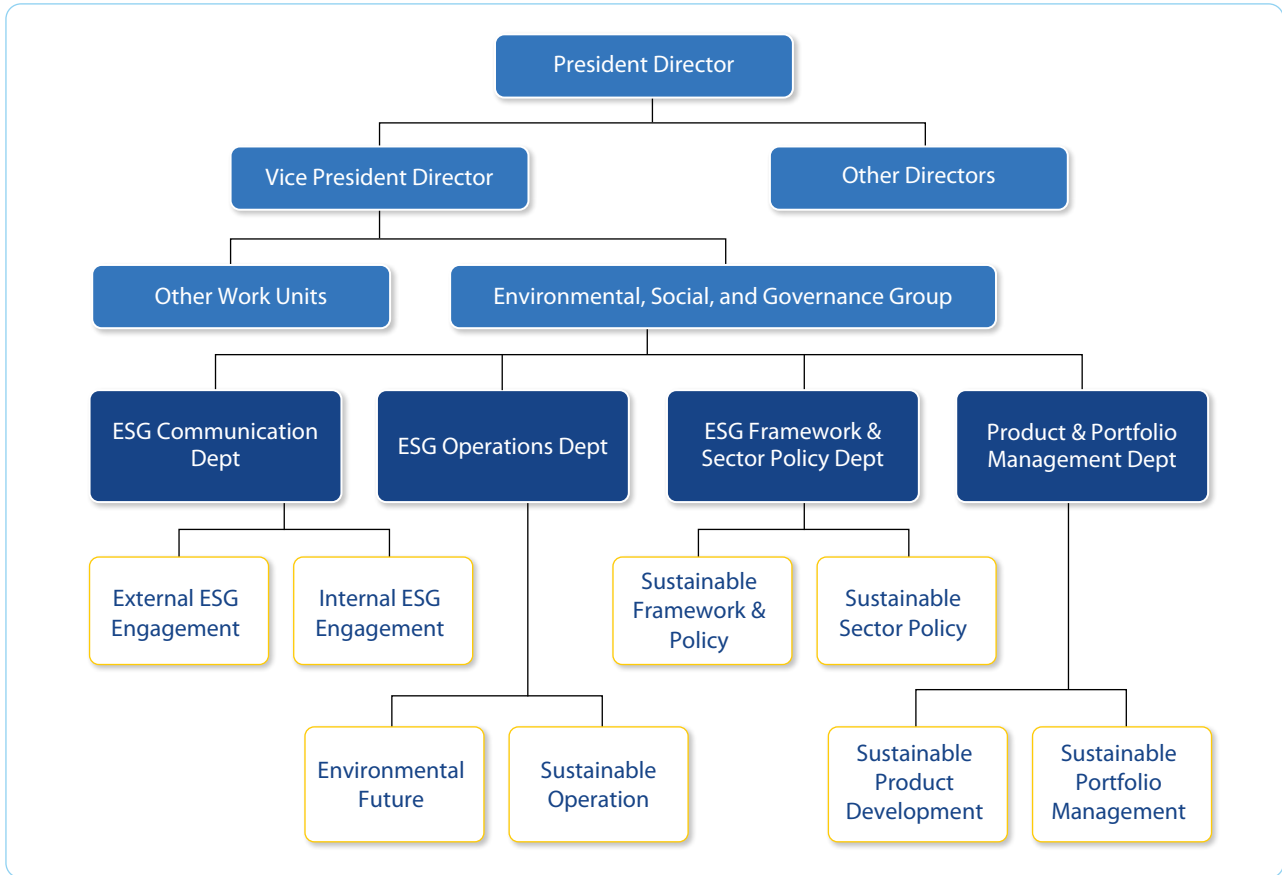 President Director
Vice President Director
Other Directors
Other Work Units
Environmental, Social, and Governance Group
ESG Communication
Dept
ESG Operations Dept
ESG Framework &
Sector Policy Dept
Product & Portfolio
Management Dept
External ESG
Engagement
Internal ESG
Engagement
Sustainable
Framework &
Policy
Sustainable
Sector Policy
Environmental
Future
Sustainable
Operation
Sustainable
Product
Development
Sustainable
Portfolio
Management